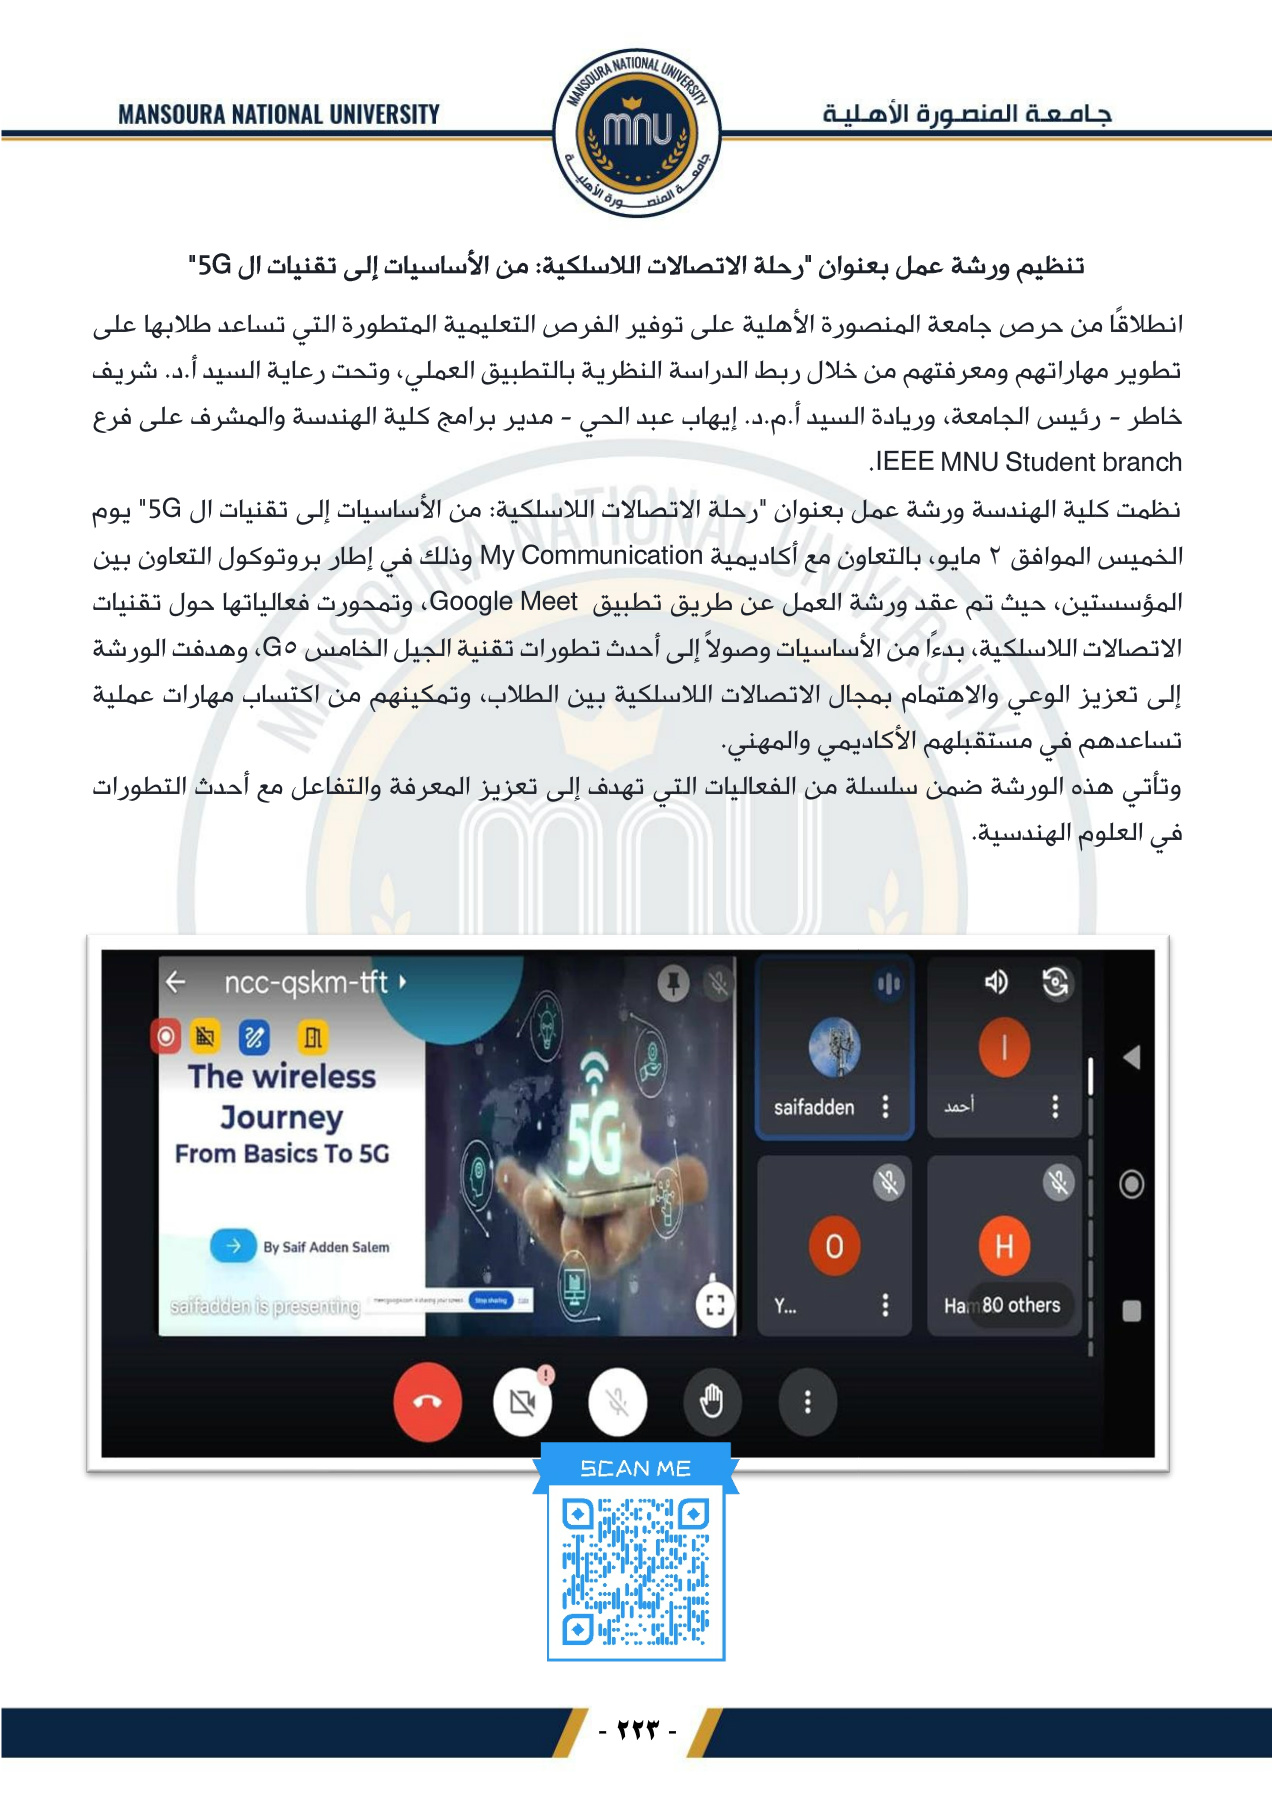 MANSOURA NATIONAL UNIVERSITY
جامعة المنصورة الأهلية
MANSOURA NATIONAL UNIVERSITY
mnu
جامعة المنصورة الأهلية
تنظيم ورشة عمل بعنوان "رحلة الاتصالات اللاسلكية: من الأساسيات إلى تقنيات ال 5G"
انطلاقًا من حرص جامعة المنصورة الأهلية على توفير الفرص التعليمية المتطورة التي تساعد طلابها على
تطوير مهاراتهم ومعرفتهم من خلال ربط الدراسة النظرية بالتطبيق العملي، وتحت رعاية السيد أ.د. شريف
خاطر - رئيس الجامعة، وريادة السيد أ.م.د. إيهاب عبد الحي - مدير برامج كلية الهندسة والمشرف على فرع
IEEE MNU Student branch.
نظمت كلية الهندسة ورشة عمل بعنوان "رحلة الاتصالات اللاسلكية: من الأساسيات إلى تقنيات ال 5G" يوم
الخميس الموافق ٢ مايو، بالتعاون مع أكاديمية My Communication وذلك في إطار بروتوكول التعاون بين
المؤسستين، حيث تم عقد ورشة العمل عن طريق تطبيق Google Meet، وتمحورت فعالياتها حول تقنيات
الاتصالات اللاسلكية، بدءًا من الأساسيات وصولاً إلى أحدث تطورات تقنية الجيل الخامس G٥، وهدفت الورشة
إلى تعزيز الوعي والاهتمام بمجال الاتصالات اللاسلكية بين الطلاب، وتمكينهم من اكتساب مهارات عملية
تساعدهم في مستقبلهم الأكاديمي والمهني.
وتأتي هذه الورشة ضمن سلسلة من الفعاليات التي تهدف إلى تعزيز المعرفة والتفاعل مع أحدث التطورات
في العلوم الهندسية.
ncc-qskm-tft
The wireless
Journey
From Basics To 5G
By Saif Adden Salem
saifadden is presenting
Stop sharing
5G
saifadden
I
أحمد
O
Y...
H
Ham 80 others
SCAN ME
- ٢٢٣ -